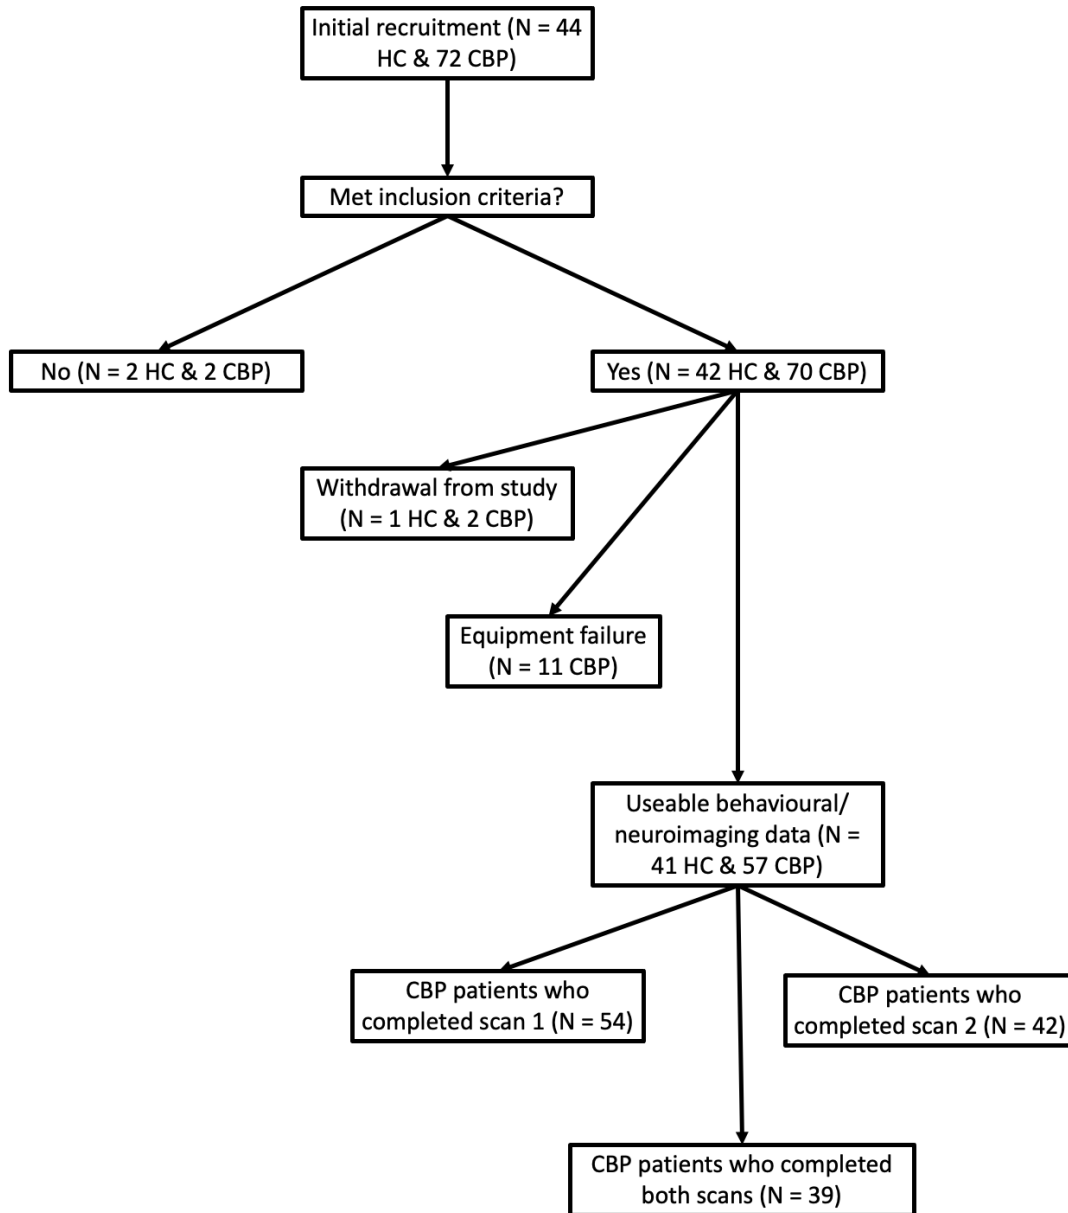 Initial recruitment (N = 44
HC & 72 CBP)
Met inclusion criteria?
No (N = 2 HC & 2 CBP)
Yes (N = 42 HC & 70 CBP)
Withdrawal from study
(N = 1 HC & 2 CBP)
Equipment failure
(N = 11 CBP)
Useable behavioural/
neuroimaging data (N =
41 HC & 57 CBP)
CBP patients who
completed scan 1 (N = 54)
CBP patients who
completed scan 2 (N = 42)
CBP patients who completed
both scans (N = 39)